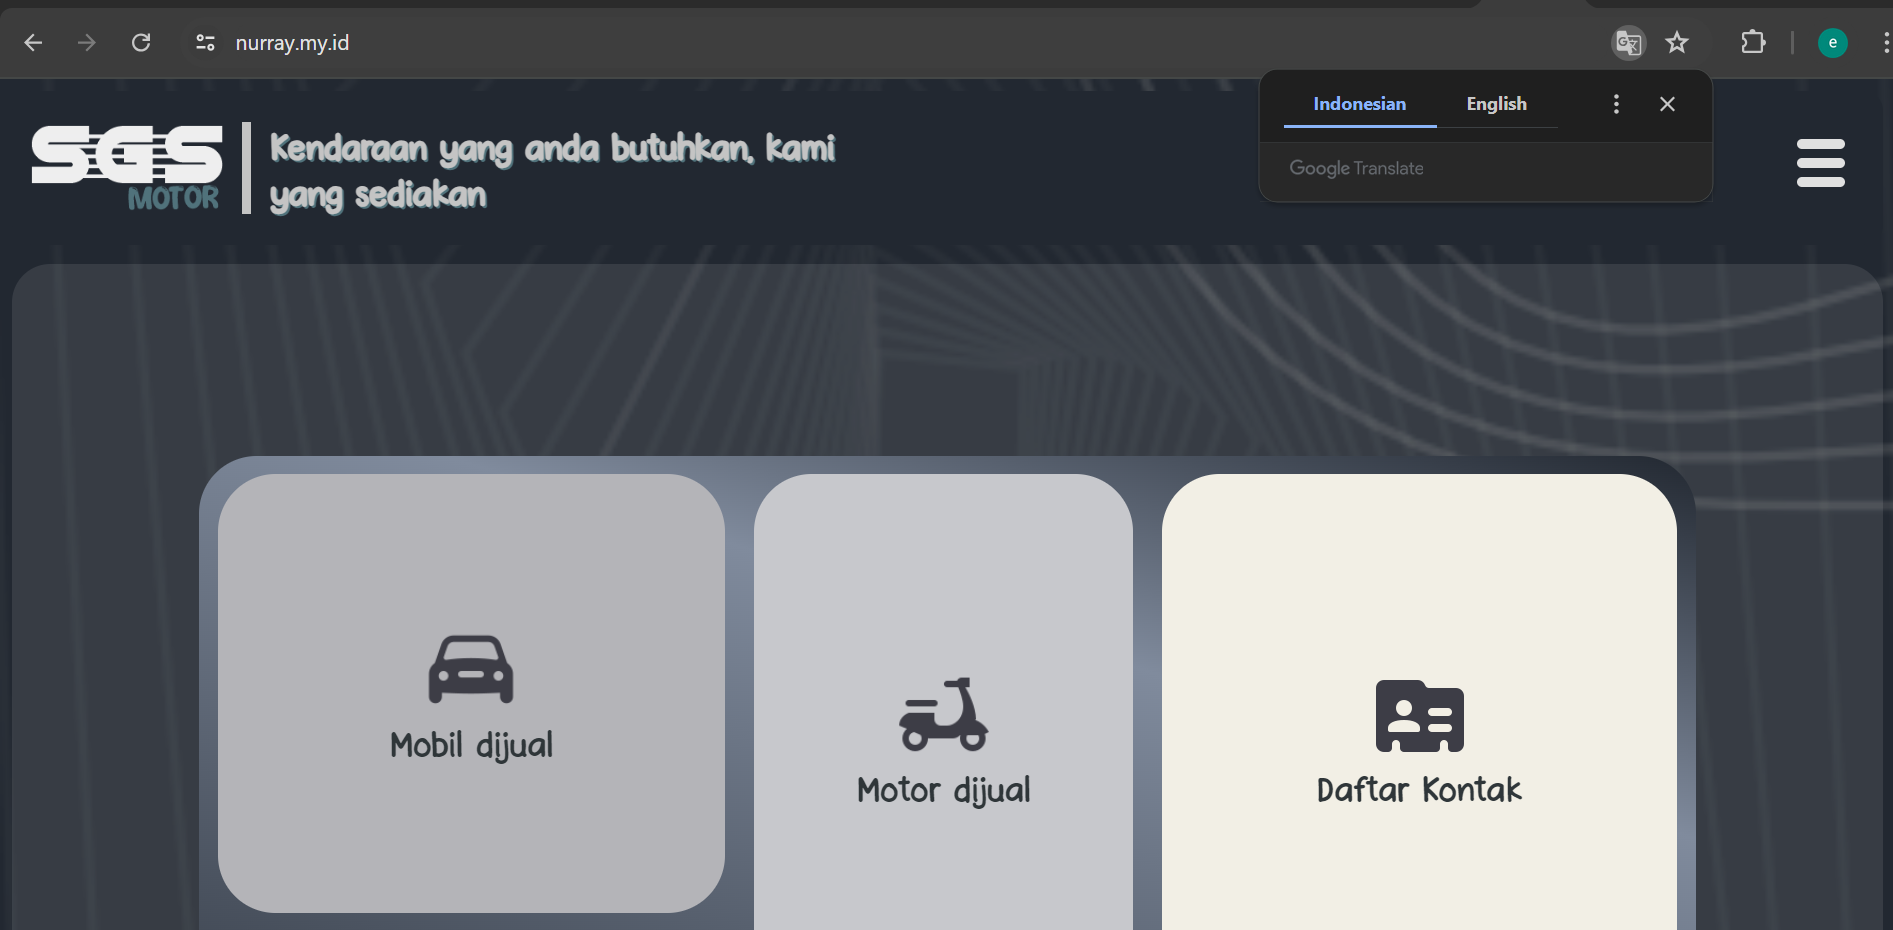 nurray.my.id
e
Indonesian English
Google Translate
SGS
MOTOR
Kendaraan yang anda butuhkan, kami
yang sediakan
Mobil dijual
Motor dijual
Daftar Kontak